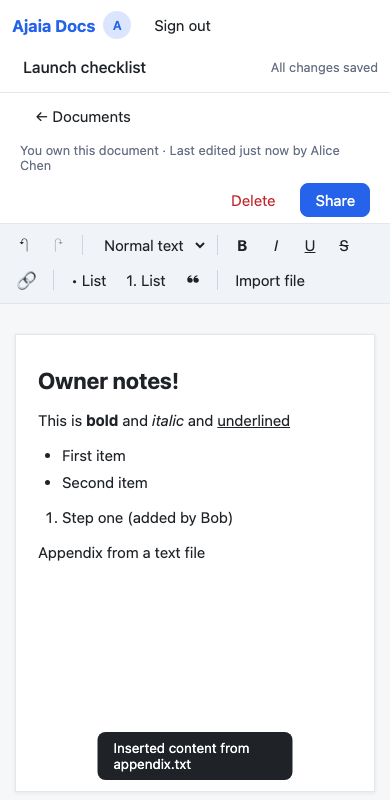 Ajaia Docs A Sign out
Launch checklist All changes saved
← Documents
You own this document · Last edited just now by Alice
Chen
Delete Share
Normal text B I U S
• List 1. List ❝ Import file
Owner notes!
This is bold and italic and underlined
• First item
• Second item
1. Step one (added by Bob)
Appendix from a text file
Inserted content from
appendix.txt